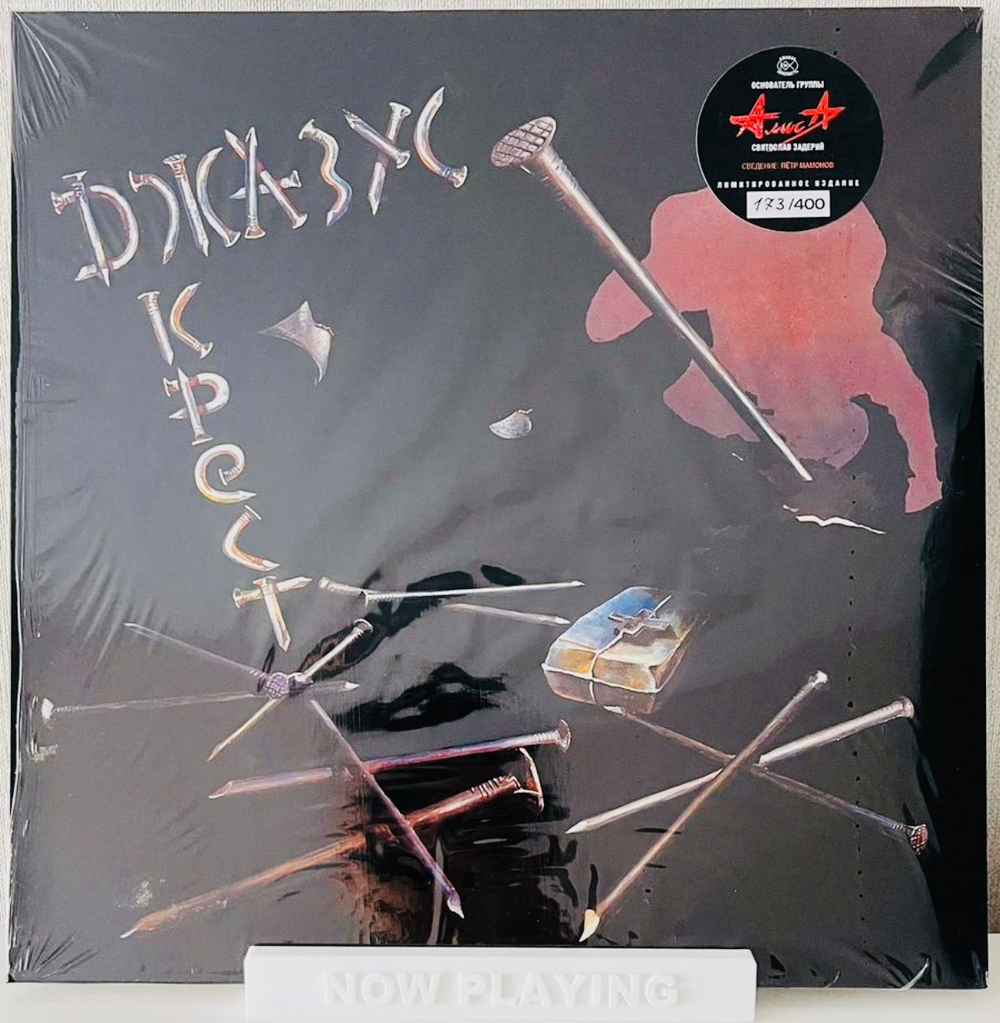 ДЖАЗУС
КРеСТ
ОСНОВАТЕЛЬ ГРУППЫ
АлисА
СВЯТОСЛАВ ЗАДЕРИЙ
СВЕДЕНИЕ: ПЁТР МАМОНОВ
ЛИМИТИРОВАННОЕ ИЗДАНИЕ
173/400
NOW PLAYING